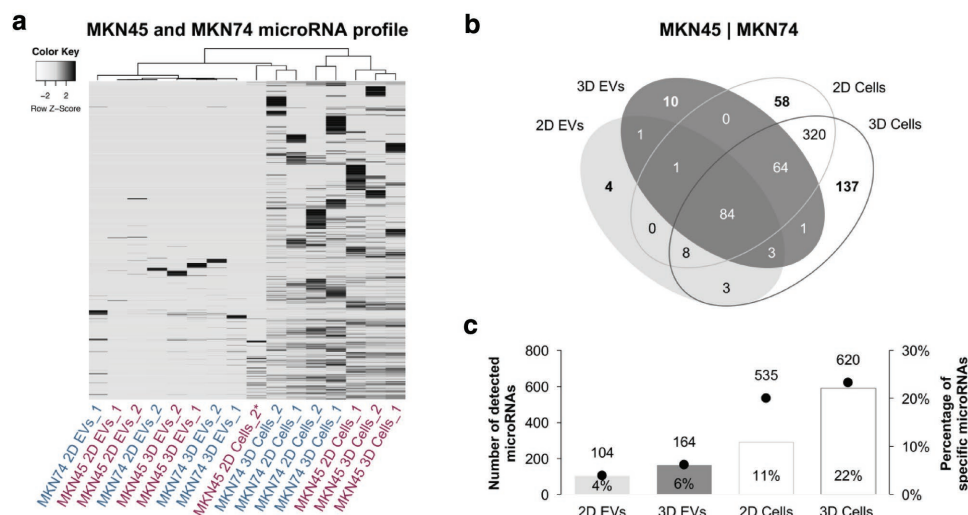 a
MKN45 and MKN74 microRNA profile
Color Key
-2 2
Row Z-Score
MKN74 2D EVs_1
MKN45 2D EVs_1
MKN45 2D EVs_2
MKN74 2D EVs_2
MKN45 3D EVs_2
MKN45 3D EVs_1
MKN74 3D EVs_2
MKN74 3D EVs_1
MKN45 2D Cells_2*
MKN74 3D Cells_2
MKN74 2D Cells_1
MKN74 2D Cells_2
MKN74 3D Cells_1
MKN45 2D Cells_1
MKN45 3D Cells_2
MKN45 3D Cells_1
b
MKN45 | MKN74
3D EVs
2D Cells
2D EVs
3D Cells
10
58
0
320
1
1
64
4
137
84
0
1
8
3
3
c
Number of detected
microRNAs
800
600
400
200
0
104
164
535
620
4%
6%
11%
22%
30%
20%
10%
0%
Percentage of
specific microRNAs
2D EVs
3D EVs
2D Cells
3D Cells